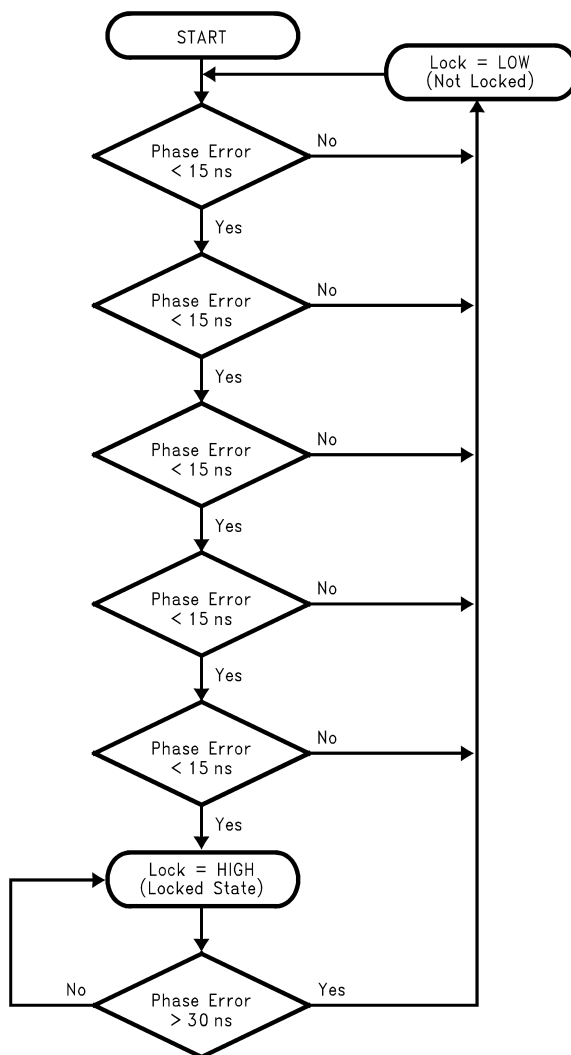 START
Lock = LOW
(Not Locked)
Phase Error
< 15 ns
No
Yes
Phase Error
< 15 ns
No
Yes
Phase Error
< 15 ns
No
Yes
Phase Error
< 15 ns
No
Yes
Phase Error
< 15 ns
No
Yes
Lock = HIGH
(Locked State)
No
Phase Error
> 30 ns
Yes